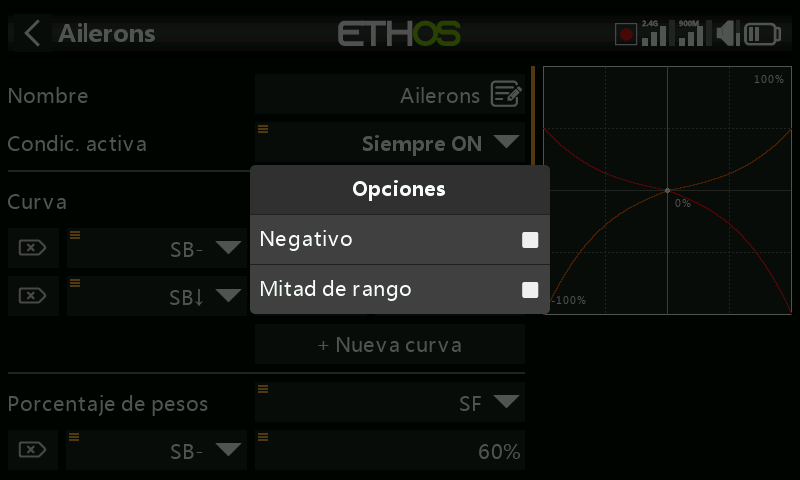 Ailerons
ETHOS
2.4G
900M
Nombre
Ailerons
100%
Condic. activa
Siempre ON
Opciones
Curva
0%
Negativo
SB-
Mitad de rango
SB↓
-100%
+ Nueva curva
Porcentaje de pesos
SF
SB-
60%